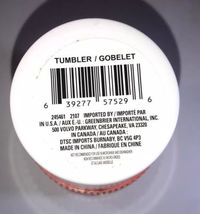 TUMBLER / GOBELET
6 39277 57529 6
245461 2107 IMPORTED BY / IMPORTÉ PAR
IN U.S.A. / AUX É.-U. : GREENBRIER INTERNATIONAL, INC.
500 VOLVO PARKWAY, CHESAPEAKE, VA 23320
IN CANADA / AU CANADA :
DTSC IMPORTS BURNABY, BC V5G 4P3
MADE IN CHINA / FABRIQUÉ EN CHINE